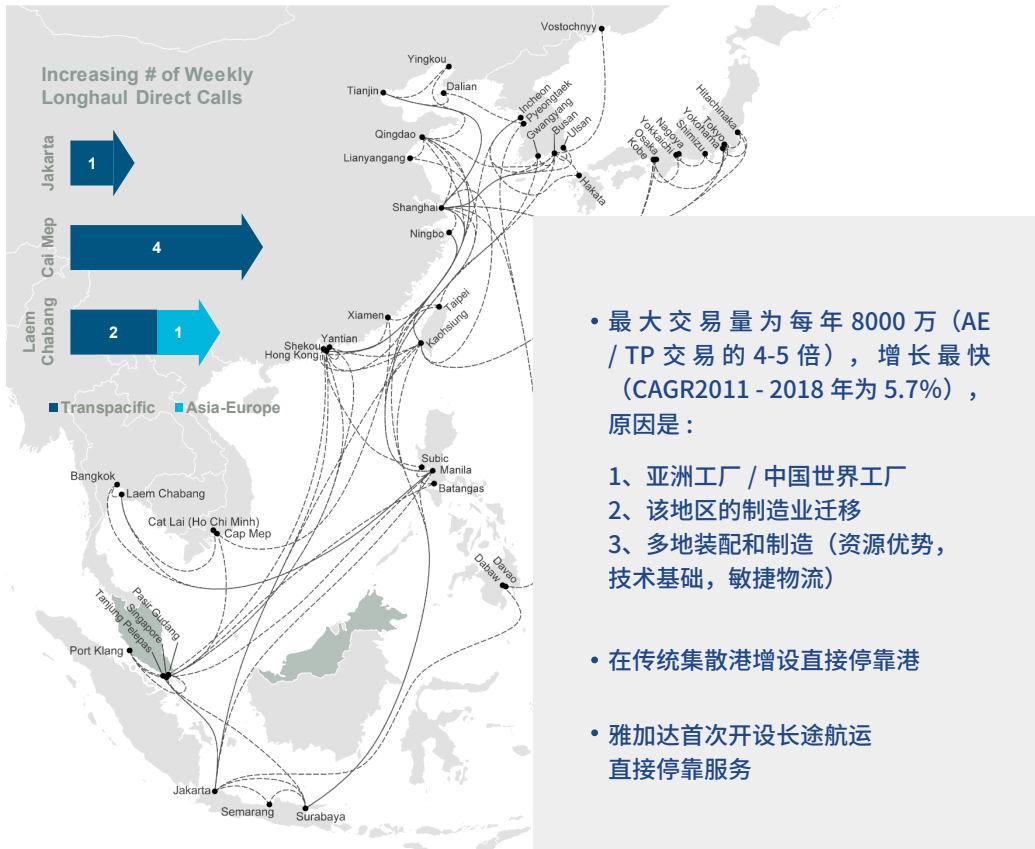 Increasing # of Weekly
Longhaul Direct Calls
Jakarta
1
Cai Mep
4
Laem
Chabang
2
1
Transpacific
Asia-Europe
Vostochnyy
Yingkou
Tianjin
Dalian
Incheon
Pyeongtaek
Gwangyang
Busan
Ulsan
Qingdao
Lianyangang
Hakata
Hitachinaka
Tokyo
Yokohama
Shimizu
Nagoya
Yokkaichi
Osaka
Kobe
Shanghai
Ningbo
Taipei
Xiamen
Kaohsiung
Yantian
Shekou
Hong Kong
Subic
Manila
Batangas
Bangkok
Laem Chabang
Cat Lai (Ho Chi Minh)
Cap Mep
Davao
Dabaw
Pasir Gudang
Singapore
Tanjung Pelepas
Port Klang
Jakarta
Semarang
Surabaya
• 最大交易量为每年 8000 万（AE
/ TP 交易的 4-5 倍），增长最快
（CAGR2011 - 2018 年为 5.7%），
原因是 :
1、亚洲工厂 / 中国世界工厂
2、该地区的制造业迁移
3、多地装配和制造（资源优势，
技术基础，敏捷物流）
• 在传统集散港增设直接停靠港
• 雅加达首次开设长途航运
直接停靠服务